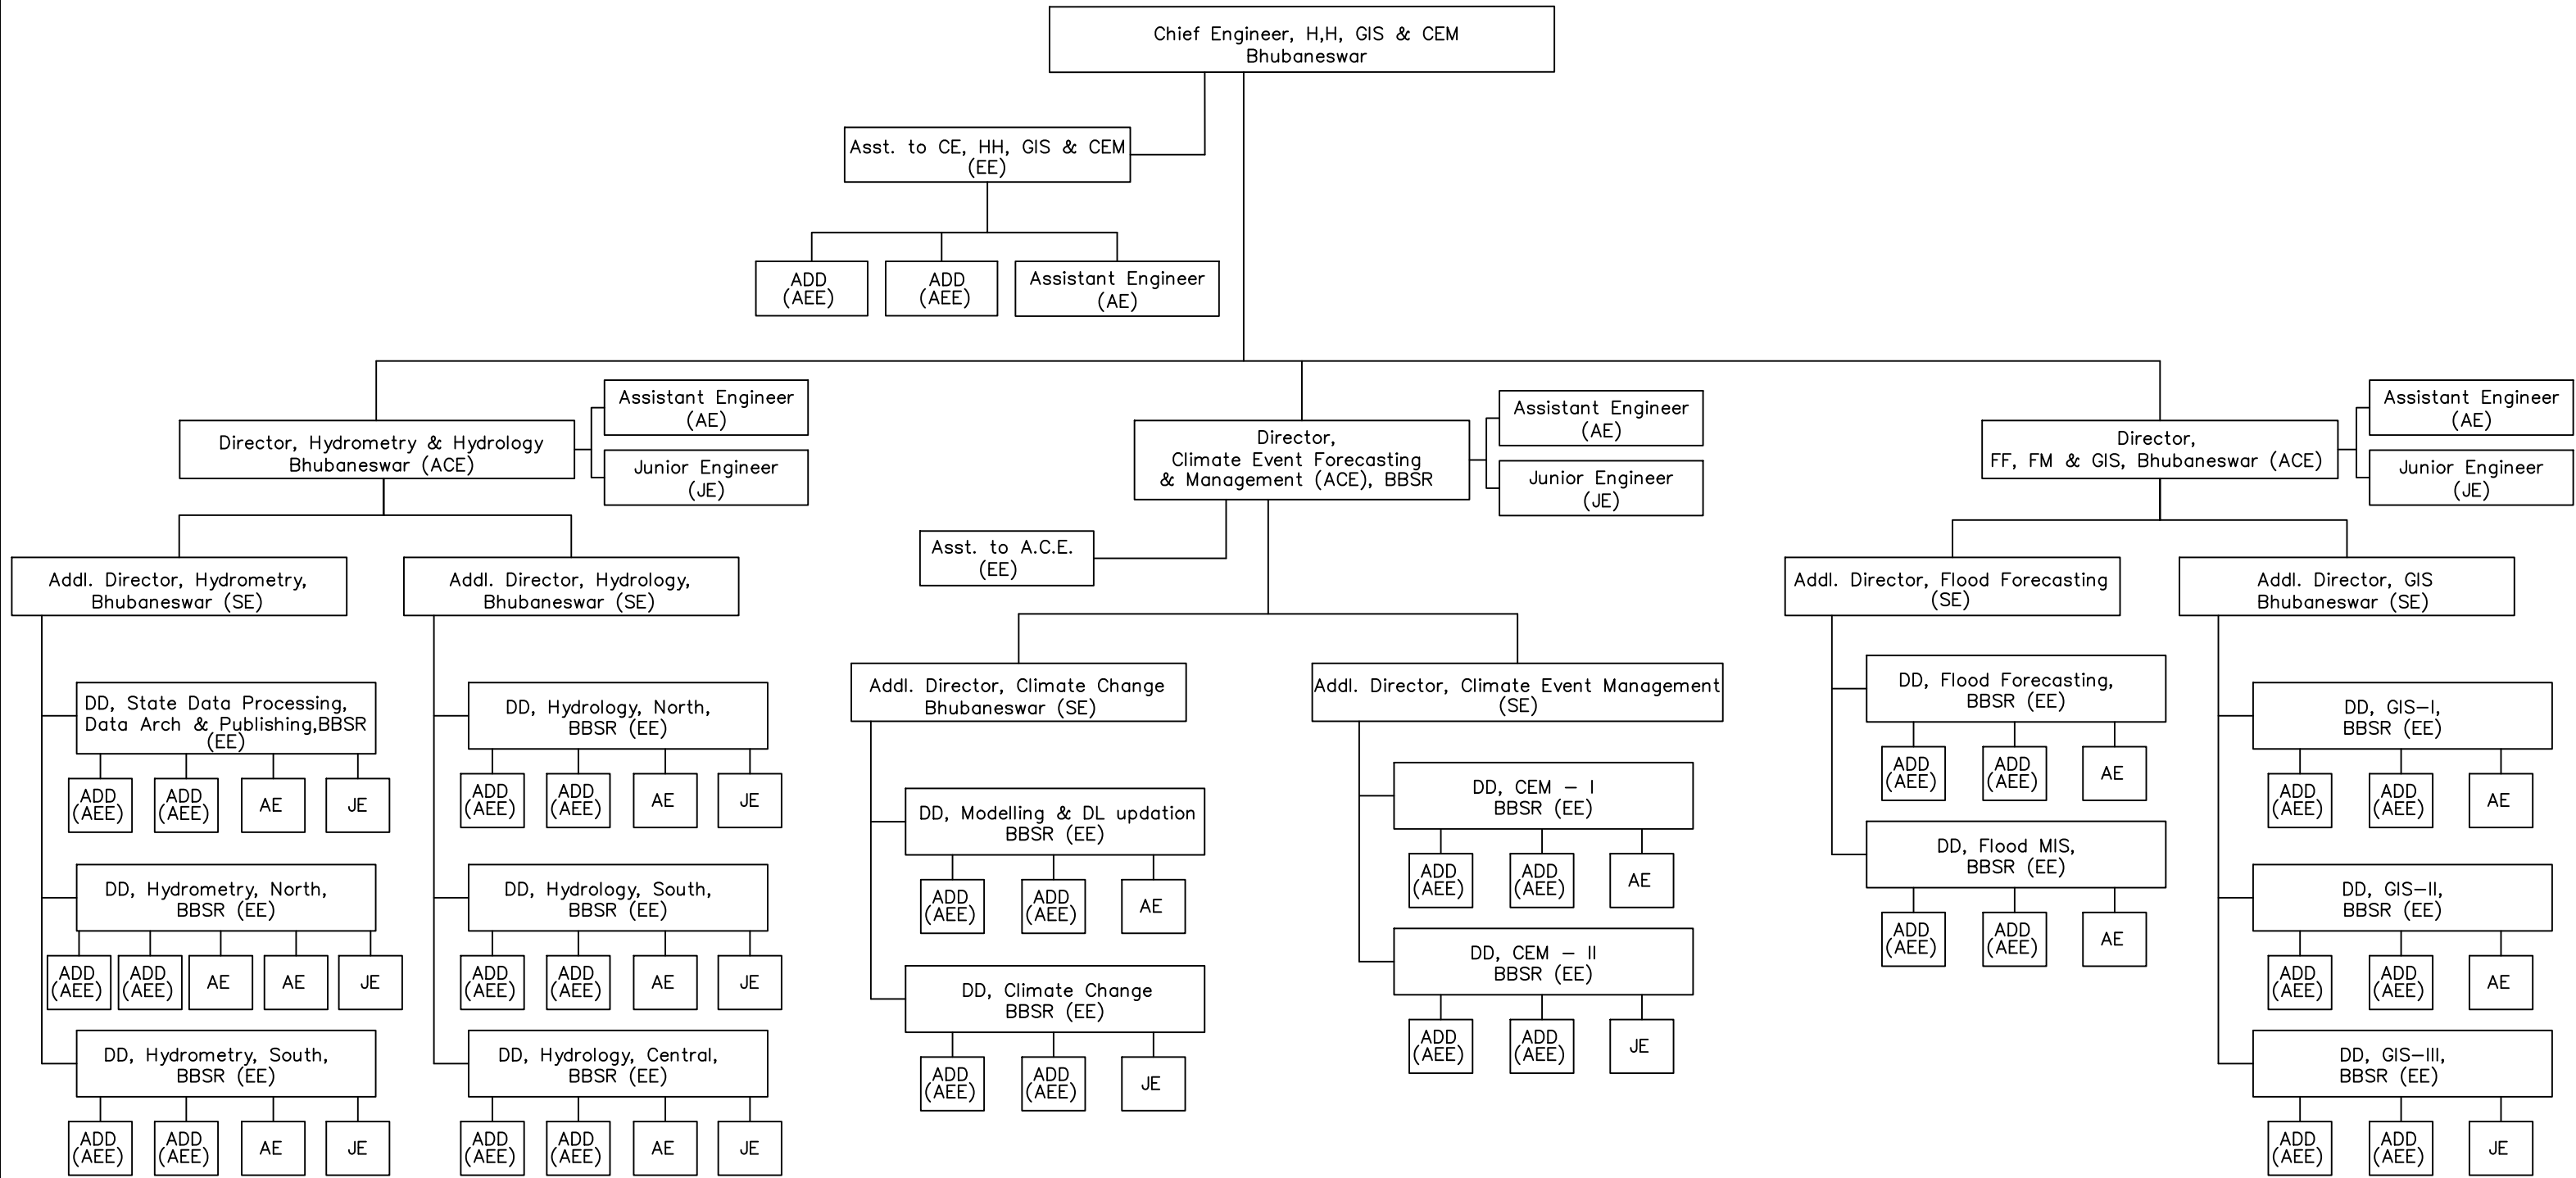 Chief Engineer, H,H, GIS & CEM
Bhubaneswar
Asst. to CE, HH, GIS & CEM
(EE)
ADD
(AEE)
ADD
(AEE)
Assistant Engineer
(AE)
Director, Hydrometry & Hydrology
Bhubaneswar (ACE)
Assistant Engineer
(AE)
Junior Engineer
(JE)
Addl. Director, Hydrometry,
Bhubaneswar (SE)
DD, State Data Processing,
Data Arch & Publishing,BBSR
(EE)
ADD
(AEE)
ADD
(AEE)
AE
JE
DD, Hydrometry, North,
BBSR (EE)
ADD
(AEE)
ADD
(AEE)
AE
AE
JE
DD, Hydrometry, South,
BBSR (EE)
ADD
(AEE)
ADD
(AEE)
AE
JE
Addl. Director, Hydrology,
Bhubaneswar (SE)
DD, Hydrology, North,
BBSR (EE)
ADD
(AEE)
ADD
(AEE)
AE
JE
DD, Hydrology, South,
BBSR (EE)
ADD
(AEE)
ADD
(AEE)
AE
JE
DD, Hydrology, Central,
BBSR (EE)
ADD
(AEE)
ADD
(AEE)
AE
JE
Director,
Climate Event Forecasting
& Management (ACE), BBSR
Assistant Engineer
(AE)
Junior Engineer
(JE)
Asst. to A.C.E.
(EE)
Addl. Director, Climate Change
Bhubaneswar (SE)
DD, Modelling & DL updation
BBSR (EE)
ADD
(AEE)
ADD
(AEE)
AE
DD, Climate Change
BBSR (EE)
ADD
(AEE)
ADD
(AEE)
JE
Addl. Director, Climate Event Management
(SE)
DD, CEM – I
BBSR (EE)
ADD
(AEE)
ADD
(AEE)
AE
DD, CEM – II
BBSR (EE)
ADD
(AEE)
ADD
(AEE)
JE
Director,
FF, FM & GIS, Bhubaneswar (ACE)
Assistant Engineer
(AE)
Junior Engineer
(JE)
Addl. Director, Flood Forecasting
(SE)
DD, Flood Forecasting,
BBSR (EE)
ADD
(AEE)
ADD
(AEE)
AE
DD, Flood MIS,
BBSR (EE)
ADD
(AEE)
ADD
(AEE)
AE
Addl. Director, GIS
Bhubaneswar (SE)
DD, GIS–I,
BBSR (EE)
ADD
(AEE)
ADD
(AEE)
AE
DD, GIS–II,
BBSR (EE)
ADD
(AEE)
ADD
(AEE)
AE
DD, GIS–III,
BBSR (EE)
ADD
(AEE)
ADD
(AEE)
JE